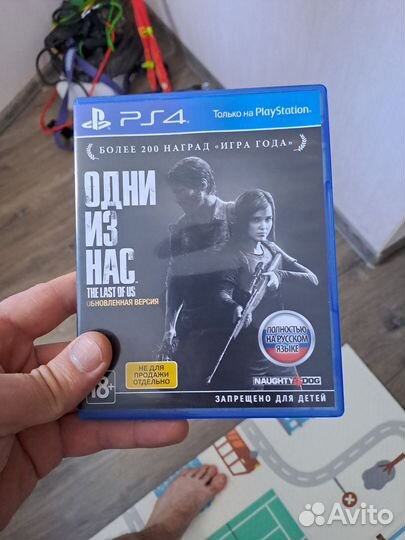 PS4
Только на PlayStation®
БОЛЕЕ 200 НАГРАД «ИГРА ГОДА»
ОДНИ
ИЗ
НАС
THE LAST OF US
ОБНОВЛЕННАЯ ВЕРСИЯ
ПОЛНОСТЬЮ
НА РУССКОМ
ЯЗЫКЕ
НЕ ДЛЯ
ПРОДАЖИ
ОТДЕЛЬНО
NAUGHTY DOG
18+
ЗАПРЕЩЕНО ДЛЯ ДЕТЕЙ
Avito